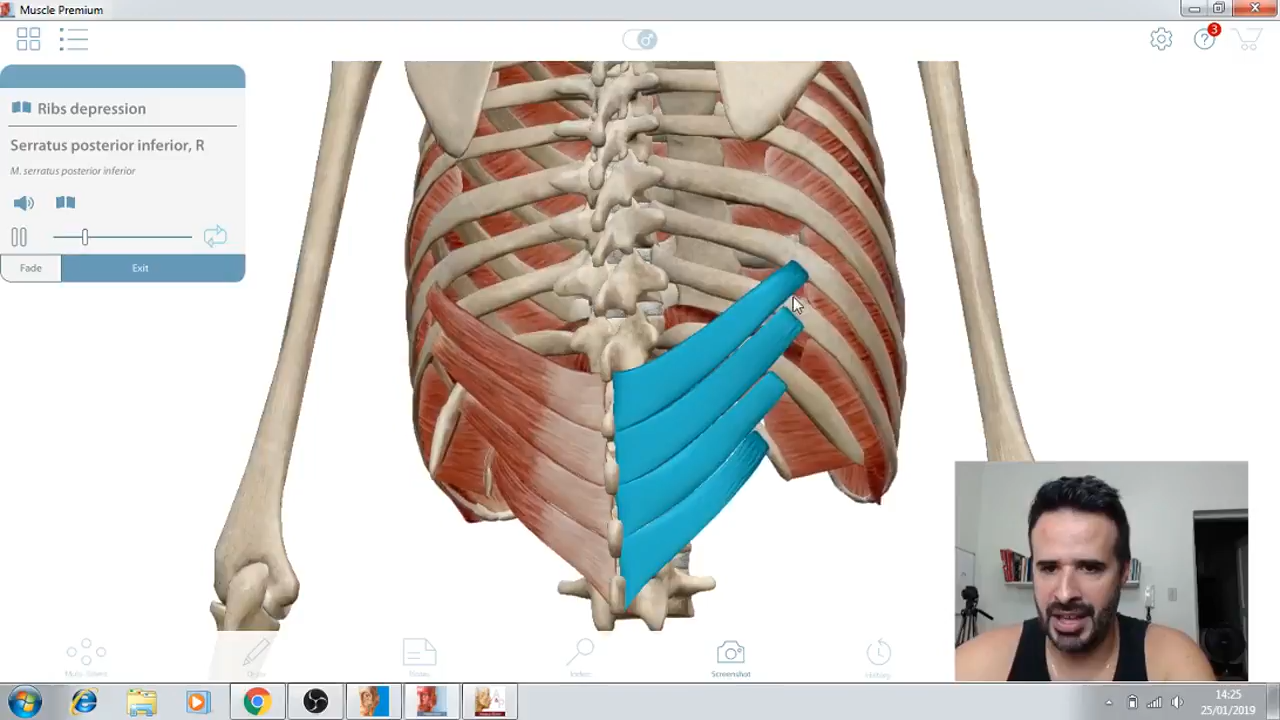 Muscle Premium
3
Ribs depression
Serratus posterior inferior, R
M. serratus posterior inferior
Fade
Exit
Screenshot
History
14:25
25/01/2019